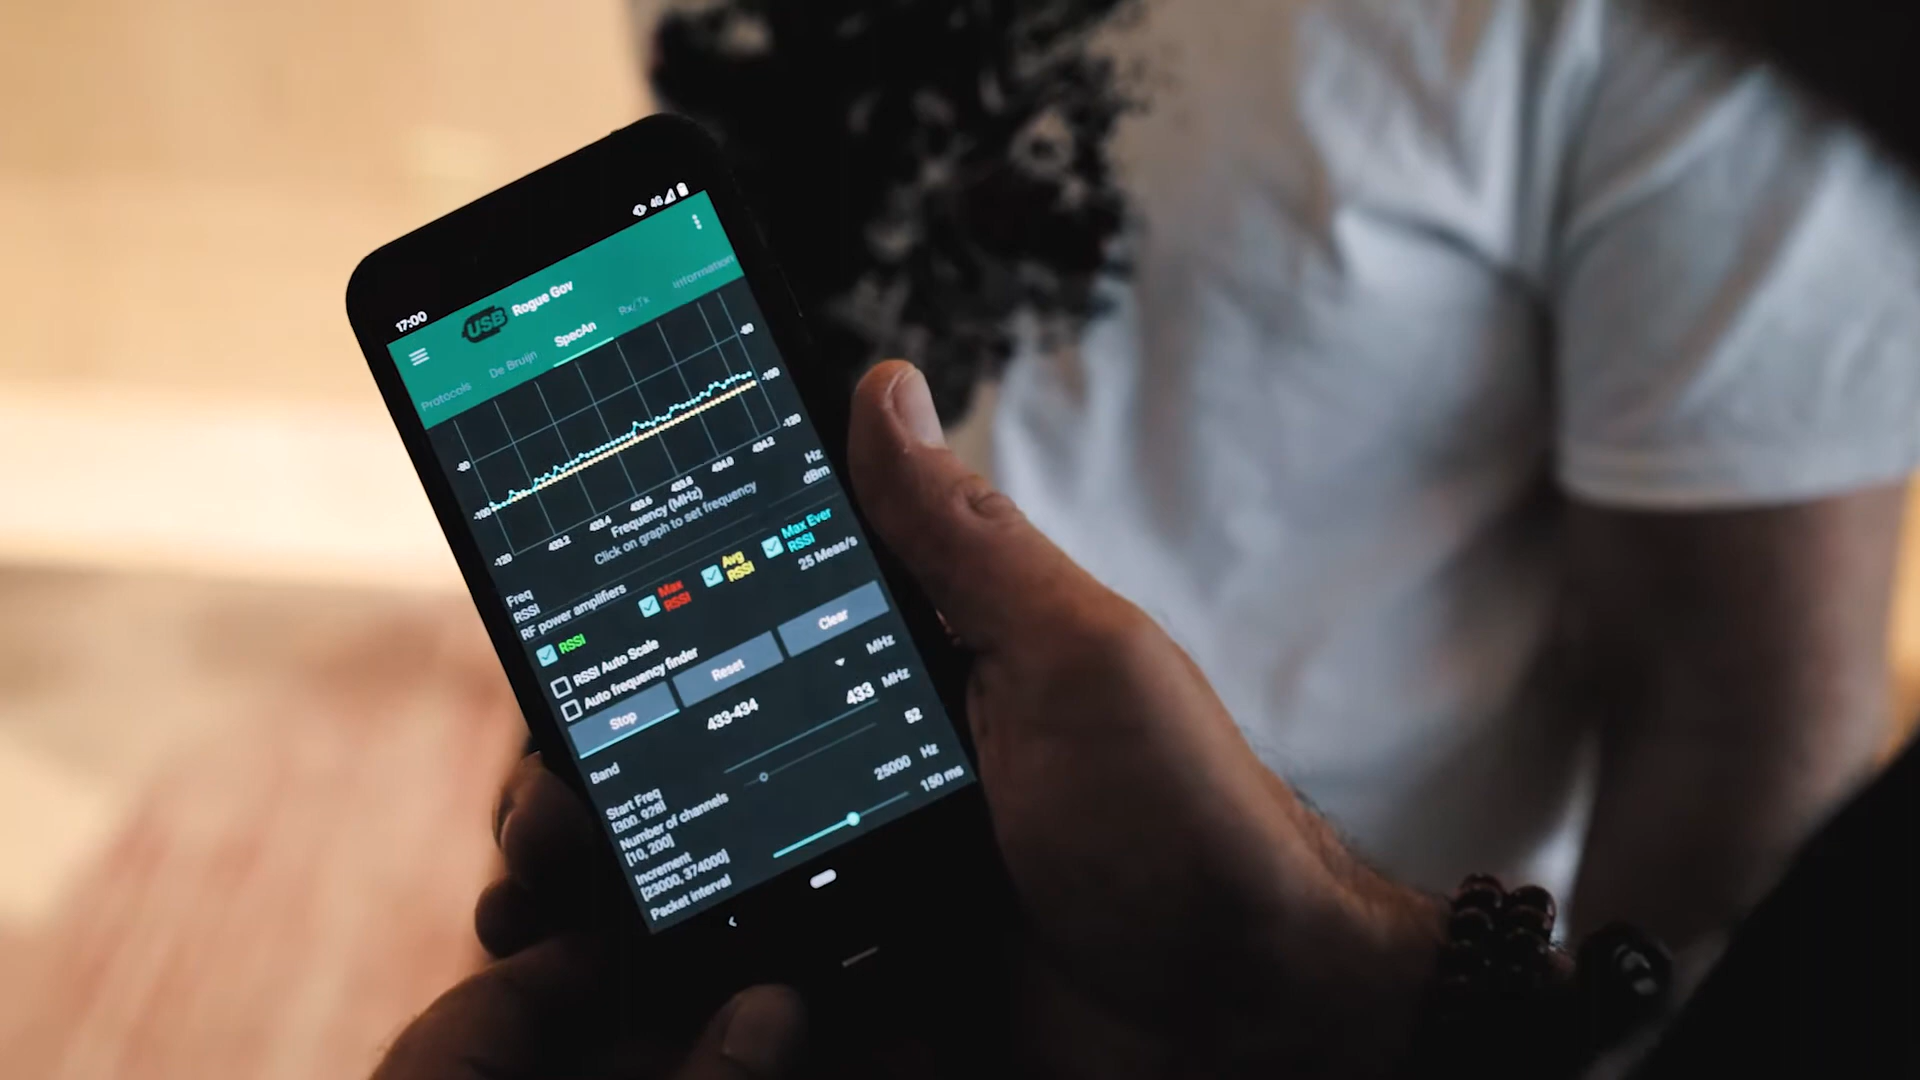 17:00
4G
USB
Rogue Gov
Protocols
De Bruijn
SpecAn
Rx/Tx
Information
-80
-80
-100
-100
-120
-120
433.2
433.4
433.6
433.8
434.0
434.2
Frequency (MHz)
Click on graph to set frequency
Freq
Hz
RSSI
dBm
RF power amplifiers
RSSI
Max RSSI
Avg RSSI
Max Ever RSSI
RSSI Auto Scale
25 Meas/s
Auto frequency finder
Stop
Reset
Clear
Band
433-434
MHz
Start Freq
[300, 928]
433
MHz
Number of channels
[10, 200]
52
Increment
[23000, 374000]
25000
Hz
Packet interval
150 ms